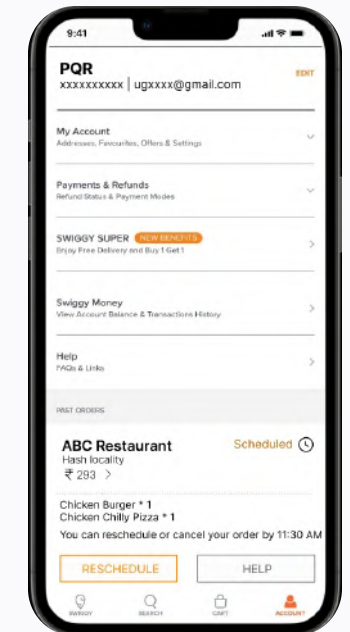 9:41
PQR
EDIT
xxxxxxxxxx | ugxxxx@gmail.com
My Account
Addresses, Favourites, Offers & Settings
Payments & Refunds
Refund Status & Payment Modes
SWIGGY SUPER NEW BENEFITS
Enjoy Free Delivery and Buy 1 Get 1
Swiggy Money
View Account Balance & Transactions History
Help
FAQs & Links
PAST ORDERS
ABC Restaurant
Scheduled
Hash locality
₹ 293 >
Chicken Burger * 1
Chicken Chilly Pizza * 1
You can reschedule or cancel your order by 11:30 AM
RESCHEDULE HELP
SWIGGY SEARCH CART ACCOUNT